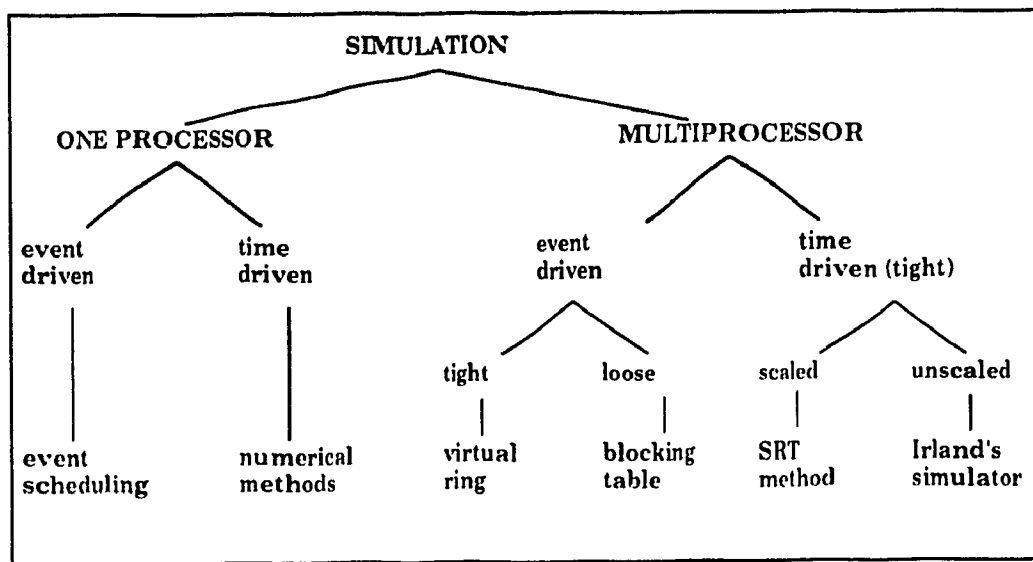 SIMULATION
ONE PROCESSOR
MULTIPROCESSOR
event
driven
time
driven
event
driven
time
driven (tight)
tight
loose
scaled
unscaled
event
scheduling
numerical
methods
virtual
ring
blocking
table
SRT
method
Irland's
simulator